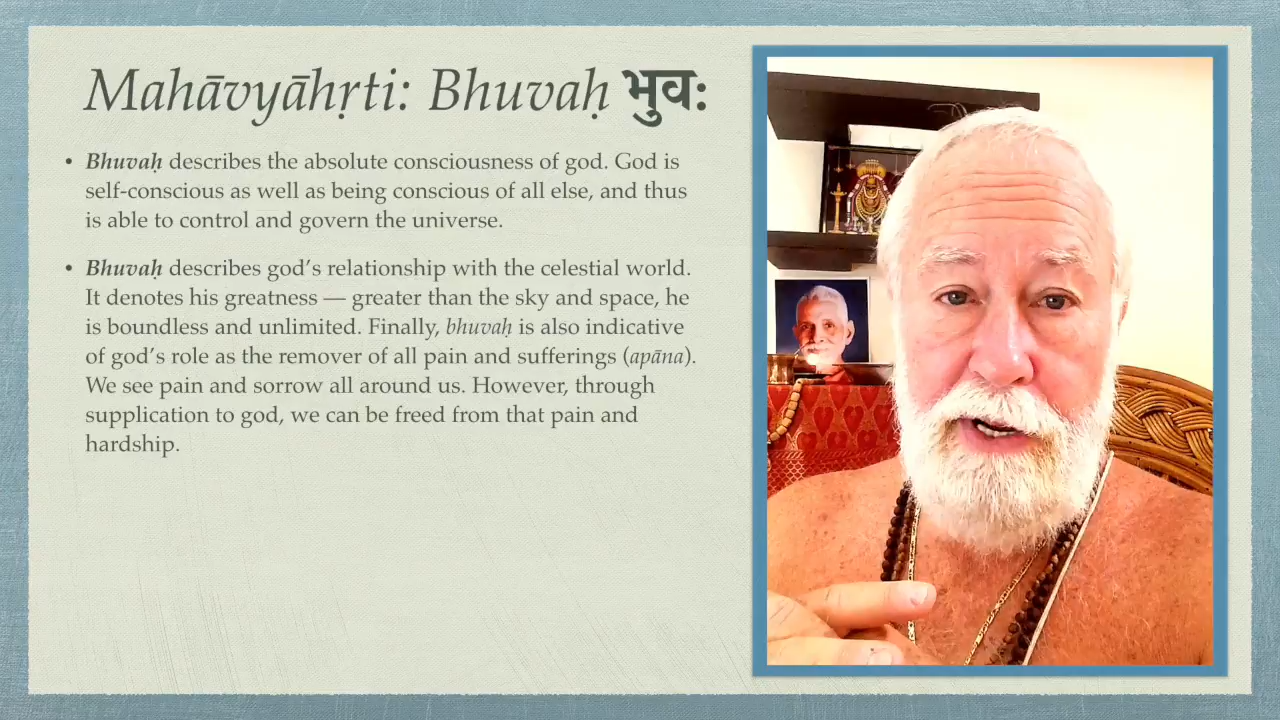 Mahāvyāhṛti: Bhuvaḥ भुवः
• Bhuvaḥ describes the absolute consciousness of god. God is
self-conscious as well as being conscious of all else, and thus
is able to control and govern the universe.
• Bhuvaḥ describes god’s relationship with the celestial world.
It denotes his greatness — greater than the sky and space, he
is boundless and unlimited. Finally, bhuvaḥ is also indicative
of god’s role as the remover of all pain and sufferings (apāna).
We see pain and sorrow all around us. However, through
supplication to god, we can be freed from that pain and
hardship.